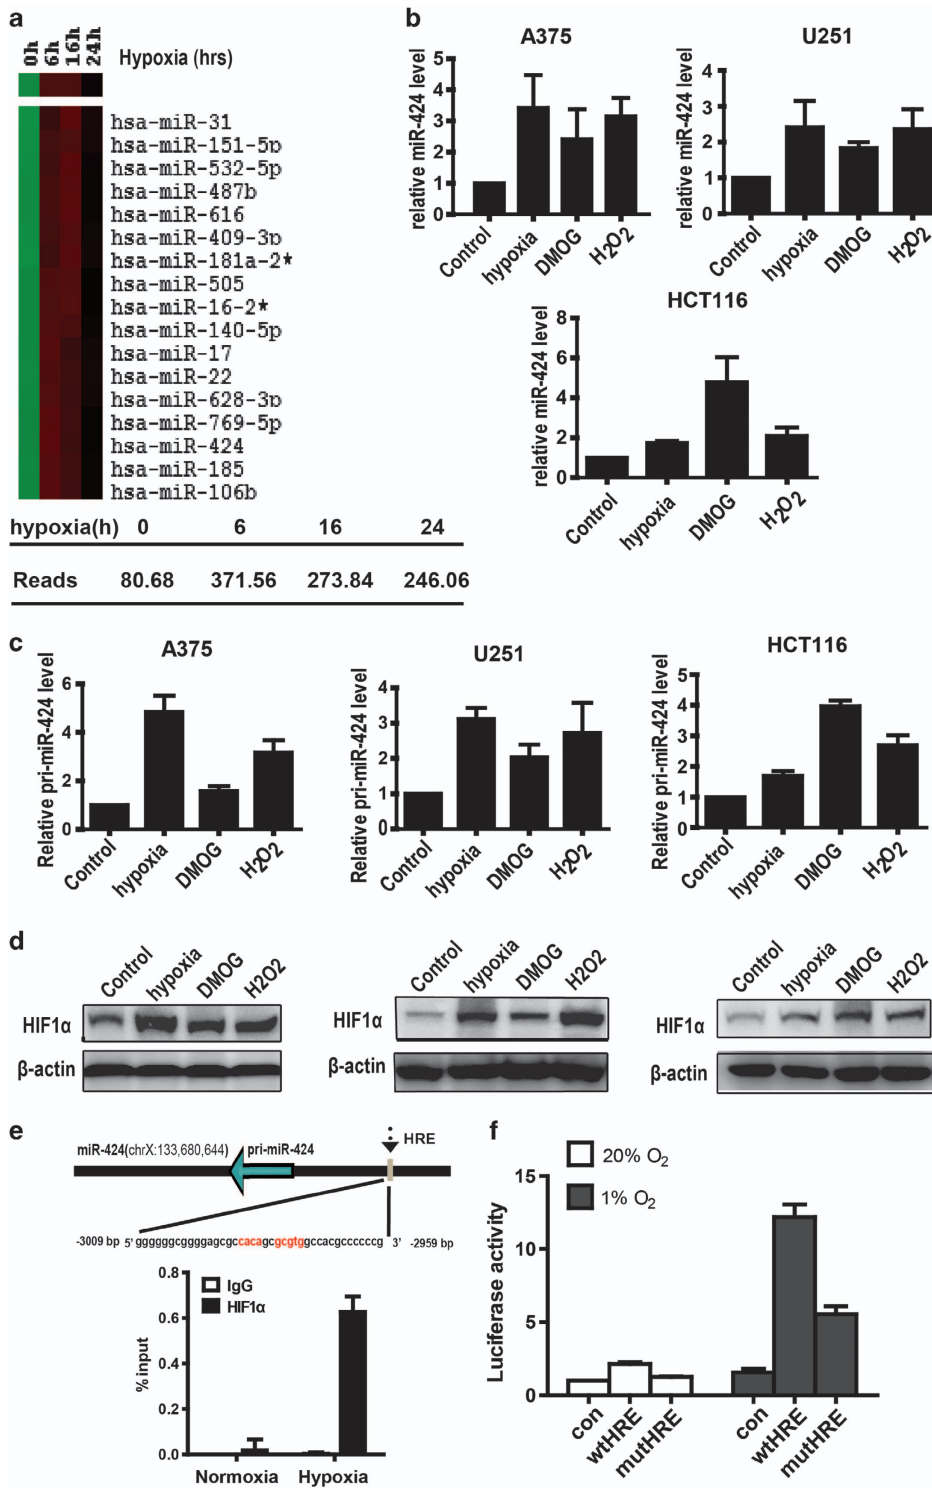 a
0h 6h 16h 24h Hypoxia (hrs)
hsa-miR-31
hsa-miR-151-5p
hsa-miR-532-5p
hsa-miR-487b
hsa-miR-616
hsa-miR-409-3p
hsa-miR-181a-2*
hsa-miR-505
hsa-miR-16-2*
hsa-miR-140-5p
hsa-miR-17
hsa-miR-22
hsa-miR-628-3p
hsa-miR-769-5p
hsa-miR-424
hsa-miR-185
hsa-miR-106b
hypoxia(h) 0 6 16 24
Reads 80.68 371.56 273.84 246.06
b
A375
relative miR-424 level
5
4
3
2
1
0
Control hypoxia DMOG H2O2
U251
relative miR-424 level
4
3
2
1
0
Control hypoxia DMOG H2O2
HCT116
relative miR-424 level
8
6
4
2
0
Control hypoxia DMOG H2O2
c
A375
Relative pri-miR-424 level
6
4
2
0
Control hypoxia DMOG H2O2
U251
Relative pri-miR-424 level
4
3
2
1
0
Control hypoxia DMOG H2O2
HCT116
Relative pri-miR-424 level
5
4
3
2
1
0
Control hypoxia DMOG H2O2
d
Control hypoxia DMOG H2O2
HIF1α
β-actin
Control hypoxia DMOG H2O2
HIF1α
β-actin
Control hypoxia DMOG H2O2
HIF1α
β-actin
e
miR-424(chrX:133,680,644) pri-miR-424 HRE
-3009 bp 5' ggggggcggggagcgccacagcgcgtggccacgccccccg 3' -2959 bp
%input
0.8
0.6
0.4
0.2
0.0
IgG
HIF1α
Normoxia Hypoxia
f
20% O2
1% O2
Luciferase activity
15
10
5
0
con wtHRE mutHRE con wtHRE mutHRE